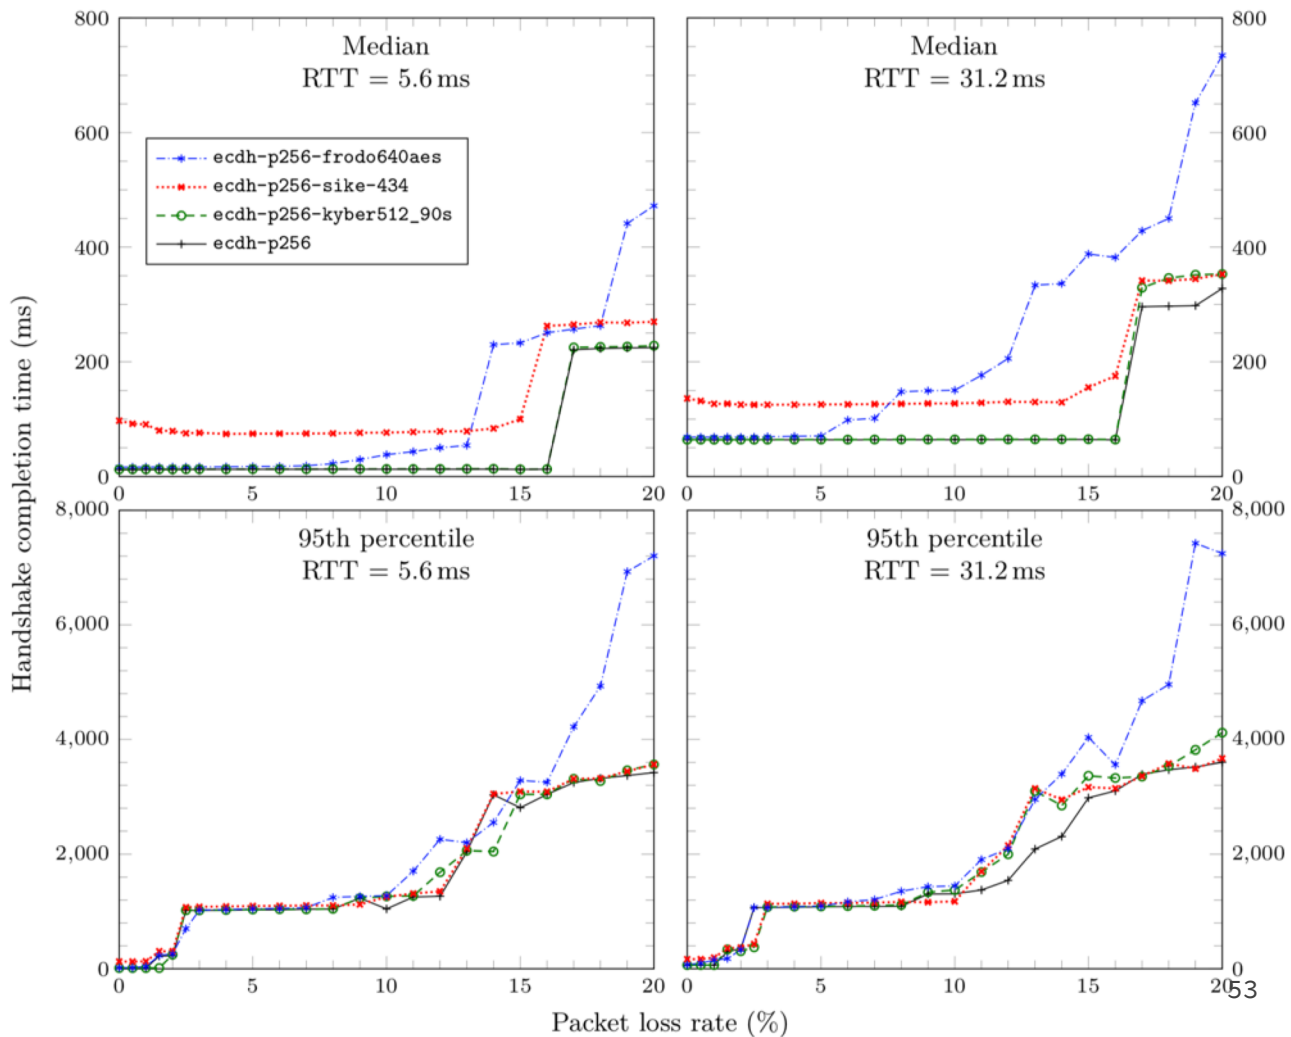 800
600
400
200
0
Median
RTT = 5.6 ms
ecdh-p256-frodo640aes
ecdh-p256-sike-434
ecdh-p256-kyber512_90s
ecdh-p256
0 5 10 15 20
800
600
400
200
0
Median
RTT = 31.2 ms
0 5 10 15 20
Handshake completion time (ms)
8,000
6,000
4,000
2,000
0
95th percentile
RTT = 5.6 ms
0 5 10 15 20
8,000
6,000
4,000
2,000
0
95th percentile
RTT = 31.2 ms
0 5 10 15 20
53
Packet loss rate (%)